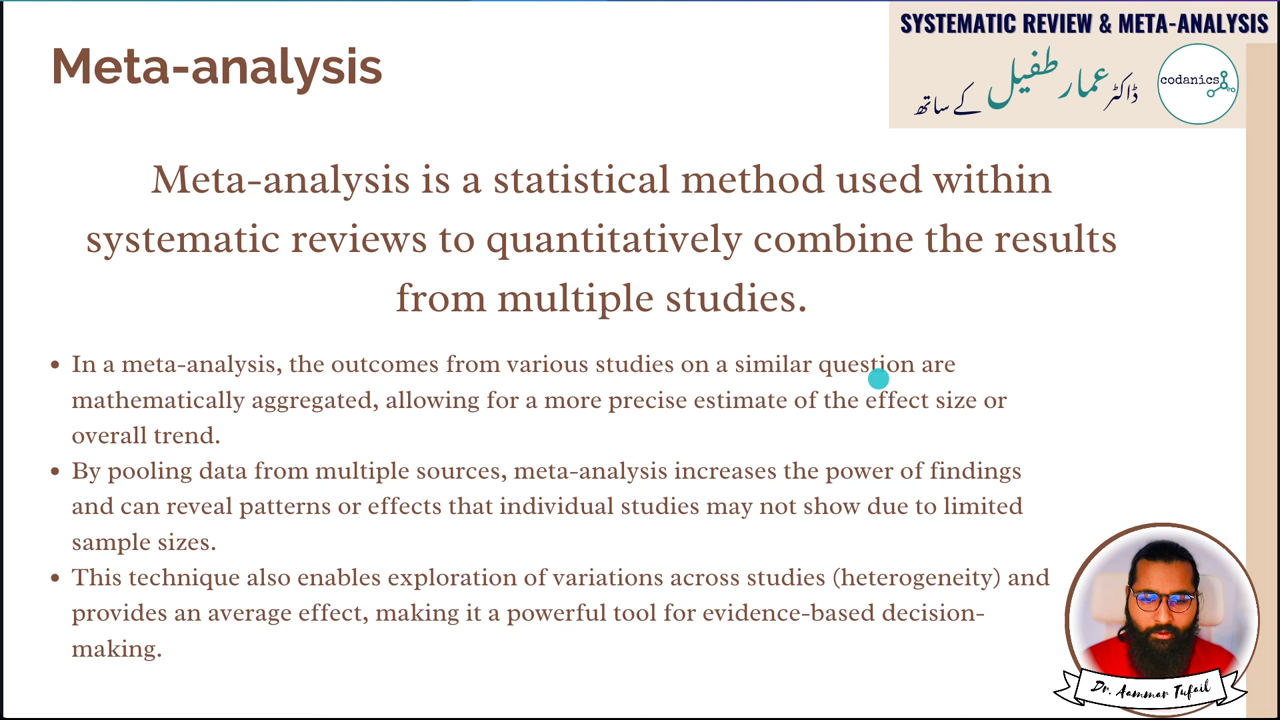 SYSTEMATIC REVIEW & META-ANALYSIS
Meta-analysis
ڈاکٹر عمار طفیل کے ساتھ
codanics
Meta-analysis is a statistical method used within
systematic reviews to quantitatively combine the results
from multiple studies.
• In a meta-analysis, the outcomes from various studies on a similar question are
mathematically aggregated, allowing for a more precise estimate of the effect size or
overall trend.
• By pooling data from multiple sources, meta-analysis increases the power of findings
and can reveal patterns or effects that individual studies may not show due to limited
sample sizes.
• This technique also enables exploration of variations across studies (heterogeneity) and
provides an average effect, making it a powerful tool for evidence-based decision-
making.
Dr. Aammar Tufail